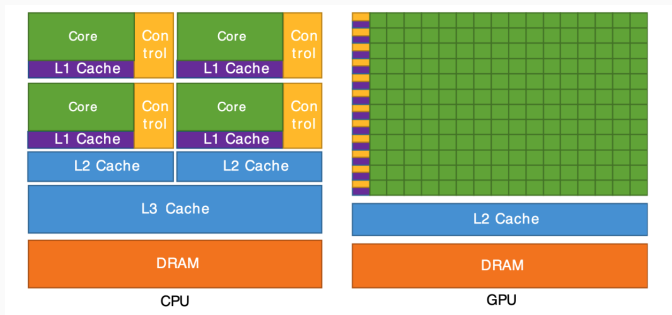 Core
Con
trol
L1 Cache
Core
Con
trol
L1 Cache
Core
Con
trol
L1 Cache
Core
Con
trol
L1 Cache
L2 Cache
L2 Cache
L3 Cache
DRAM
CPU
L2 Cache
DRAM
GPU